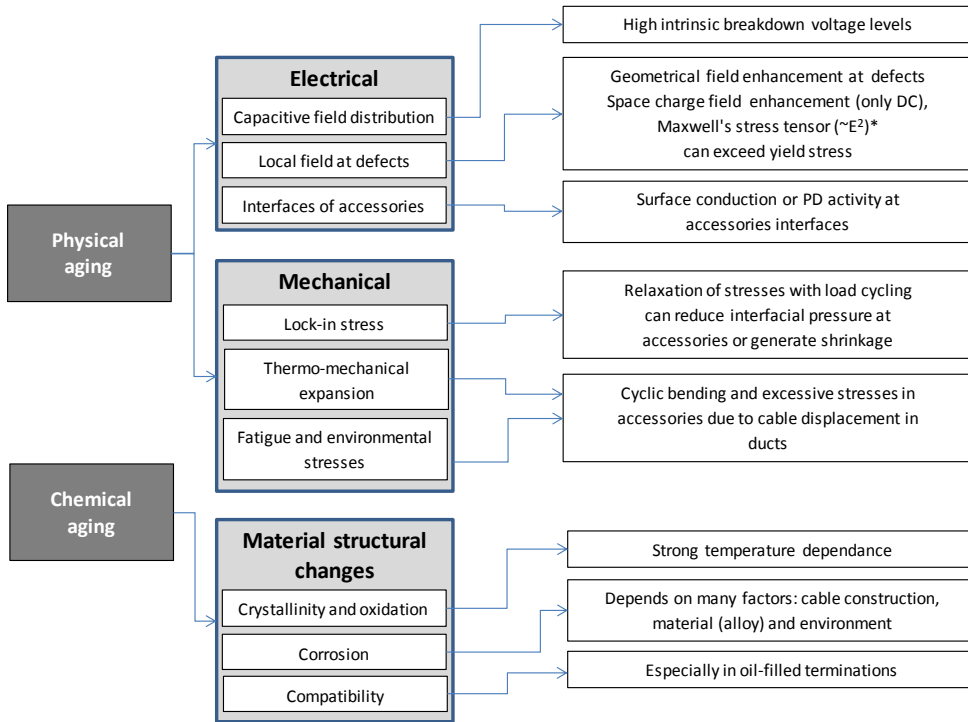 Physical
aging
Electrical
Capacitive field distribution
Local field at defects
Interfaces of accessories
High intrinsic breakdown voltage levels
Geometrical field enhancement at defects
Space charge field enhancement (only DC),
Maxwell's stress tensor (~E²)*
can exceed yield stress
Surface conduction or PD activity at
accessories interfaces
Mechanical
Lock-in stress
Thermo-mechanical
expansion
Fatigue and environmental
stresses
Relaxation of stresses with load cycling
can reduce interfacial pressure at
accessories or generate shrinkage
Cyclic bending and excessive stresses in
accessories due to cable displacement in
ducts
Chemical
aging
Material structural
changes
Crystallinity and oxidation
Corrosion
Compatibility
Strong temperature dependance
Depends on many factors: cable construction,
material (alloy) and environment
Especially in oil-filled terminations